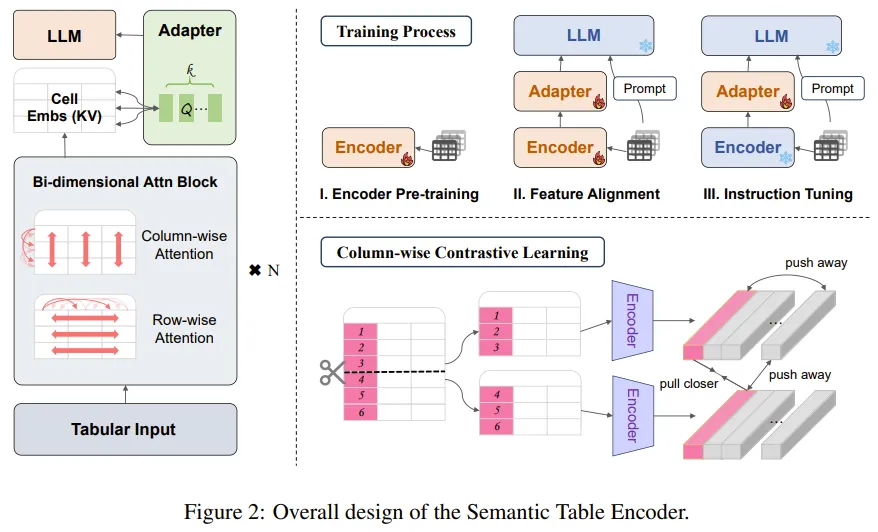 LLM
Adapter
k
Q ...
Cell
Embs (KV)
Bi-dimensional Attn Block
Column-wise
Attention
Row-wise
Attention
✖ N
Tabular Input
Training Process
Encoder
I. Encoder Pre-training
LLM
Adapter
Prompt
Encoder
II. Feature Alignment
LLM
Adapter
Prompt
Encoder
III. Instruction Tuning
Column-wise Contrastive Learning
1
2
3
4
5
6
1
2
3
4
5
6
Encoder
Encoder
push away
...
pull closer
push away
...
Figure 2: Overall design of the Semantic Table Encoder.